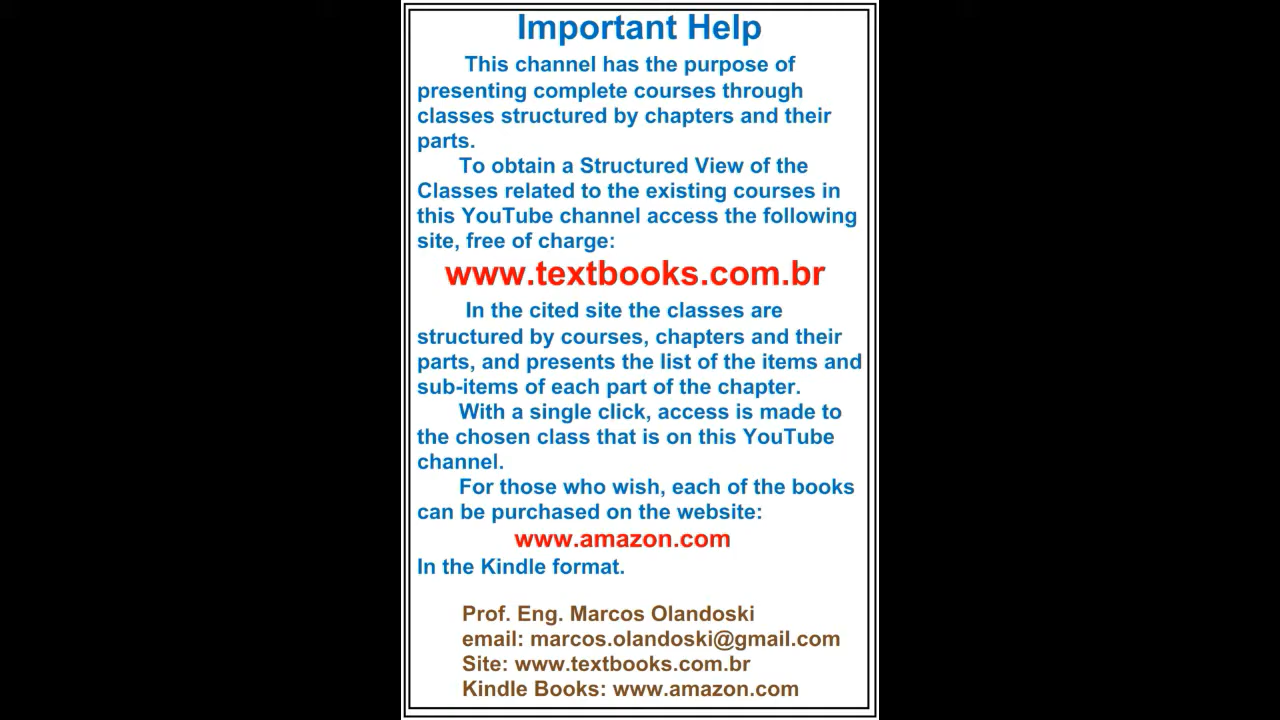 Important Help
This channel has the purpose of
presenting complete courses through
classes structured by chapters and their
parts.
To obtain a Structured View of the
Classes related to the existing courses in
this YouTube channel access the following
site, free of charge:
www.textbooks.com.br
In the cited site the classes are
structured by courses, chapters and their
parts, and presents the list of the items and
sub-items of each part of the chapter.
With a single click, access is made to
the chosen class that is on this YouTube
channel.
For those who wish, each of the books
can be purchased on the website:
www.amazon.com
In the Kindle format.
Prof. Eng. Marcos Olandoski
email: marcos.olandoski@gmail.com
Site: www.textbooks.com.br
Kindle Books: www.amazon.com